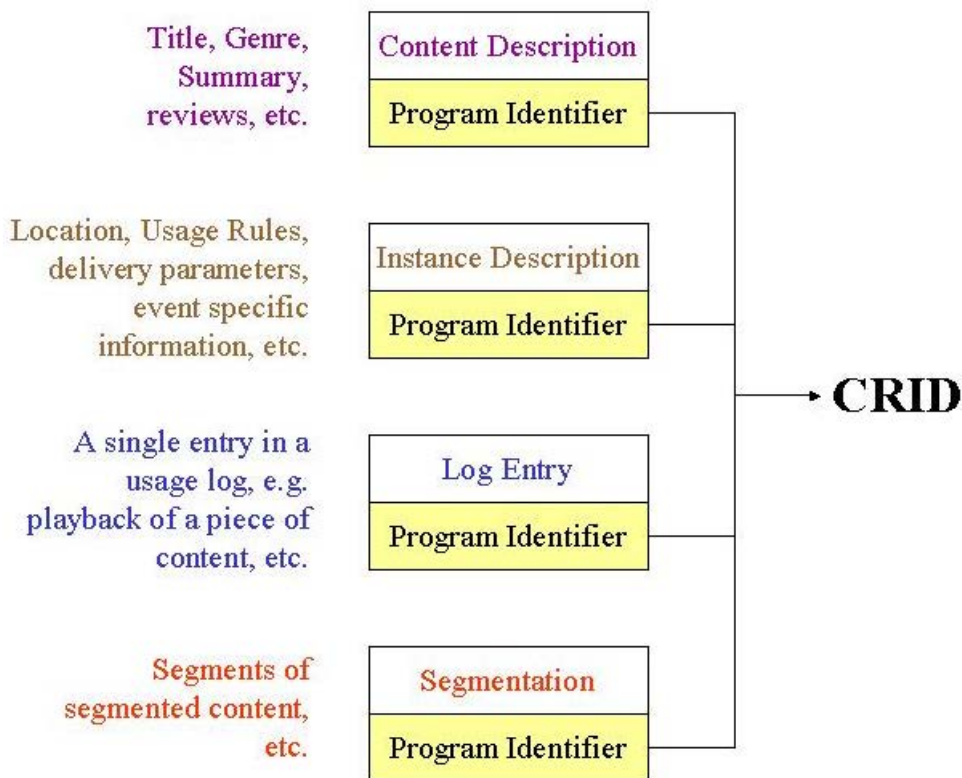 Title, Genre,
Summary,
reviews, etc.
Content Description
Program Identifier
Location, Usage Rules,
delivery parameters,
event specific
information, etc.
Instance Description
Program Identifier
CRID
A single entry in a
usage log, e.g.
playback of a piece of
content, etc.
Log Entry
Program Identifier
Segments of
segmented content,
etc.
Segmentation
Program Identifier